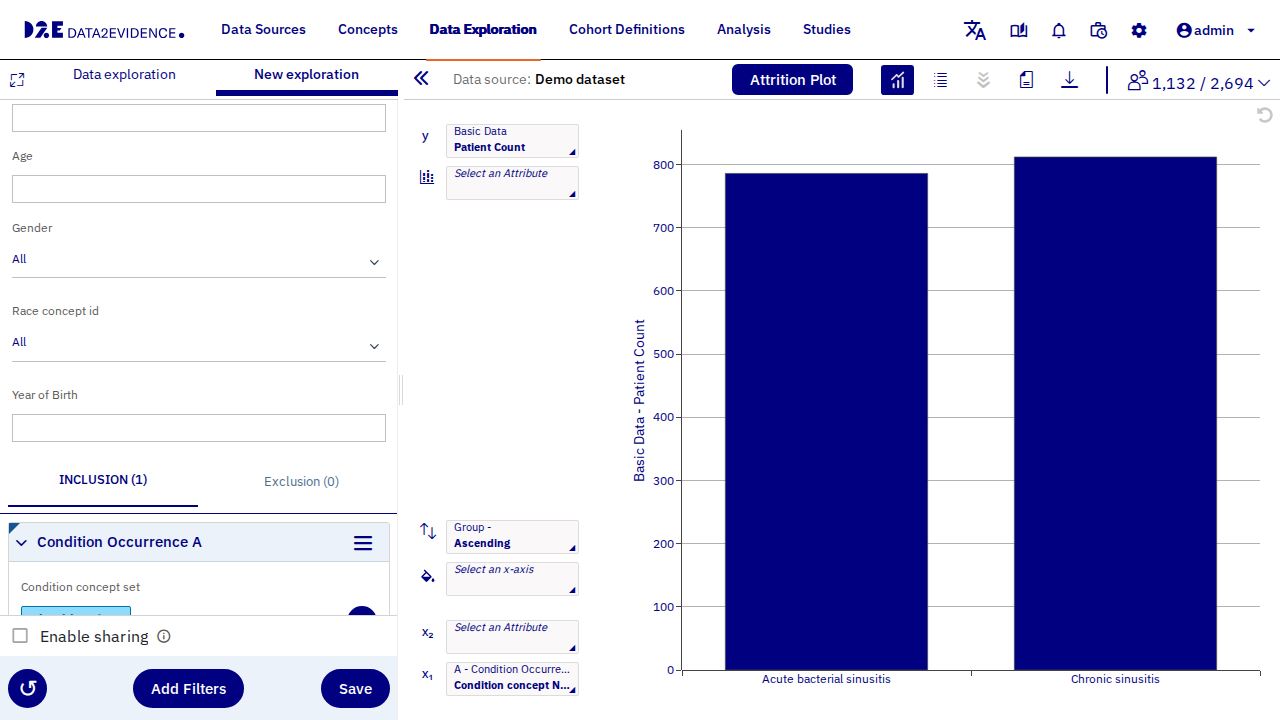 D2E DATA2EVIDENCE.
Data Sources
Concepts
Data Exploration
Cohort Definitions
Analysis
Studies
admin
Data exploration
New exploration
Data source: Demo dataset
Attrition Plot
1,132 / 2,694
Age
Gender
All
Race concept id
All
Year of Birth
INCLUSION (1)
Exclusion (0)
Condition Occurrence A
Condition concept set
Enable sharing
Add Filters
Save
y
Basic Data
Patient Count
Select an Attribute
Group -
Ascending
Select an x-axis
x₂
Select an Attribute
x₁
A - Condition Occurre...
Condition concept N...
Basic Data - Patient Count
800
700
600
500
400
300
200
100
0
Acute bacterial sinusitis
Chronic sinusitis